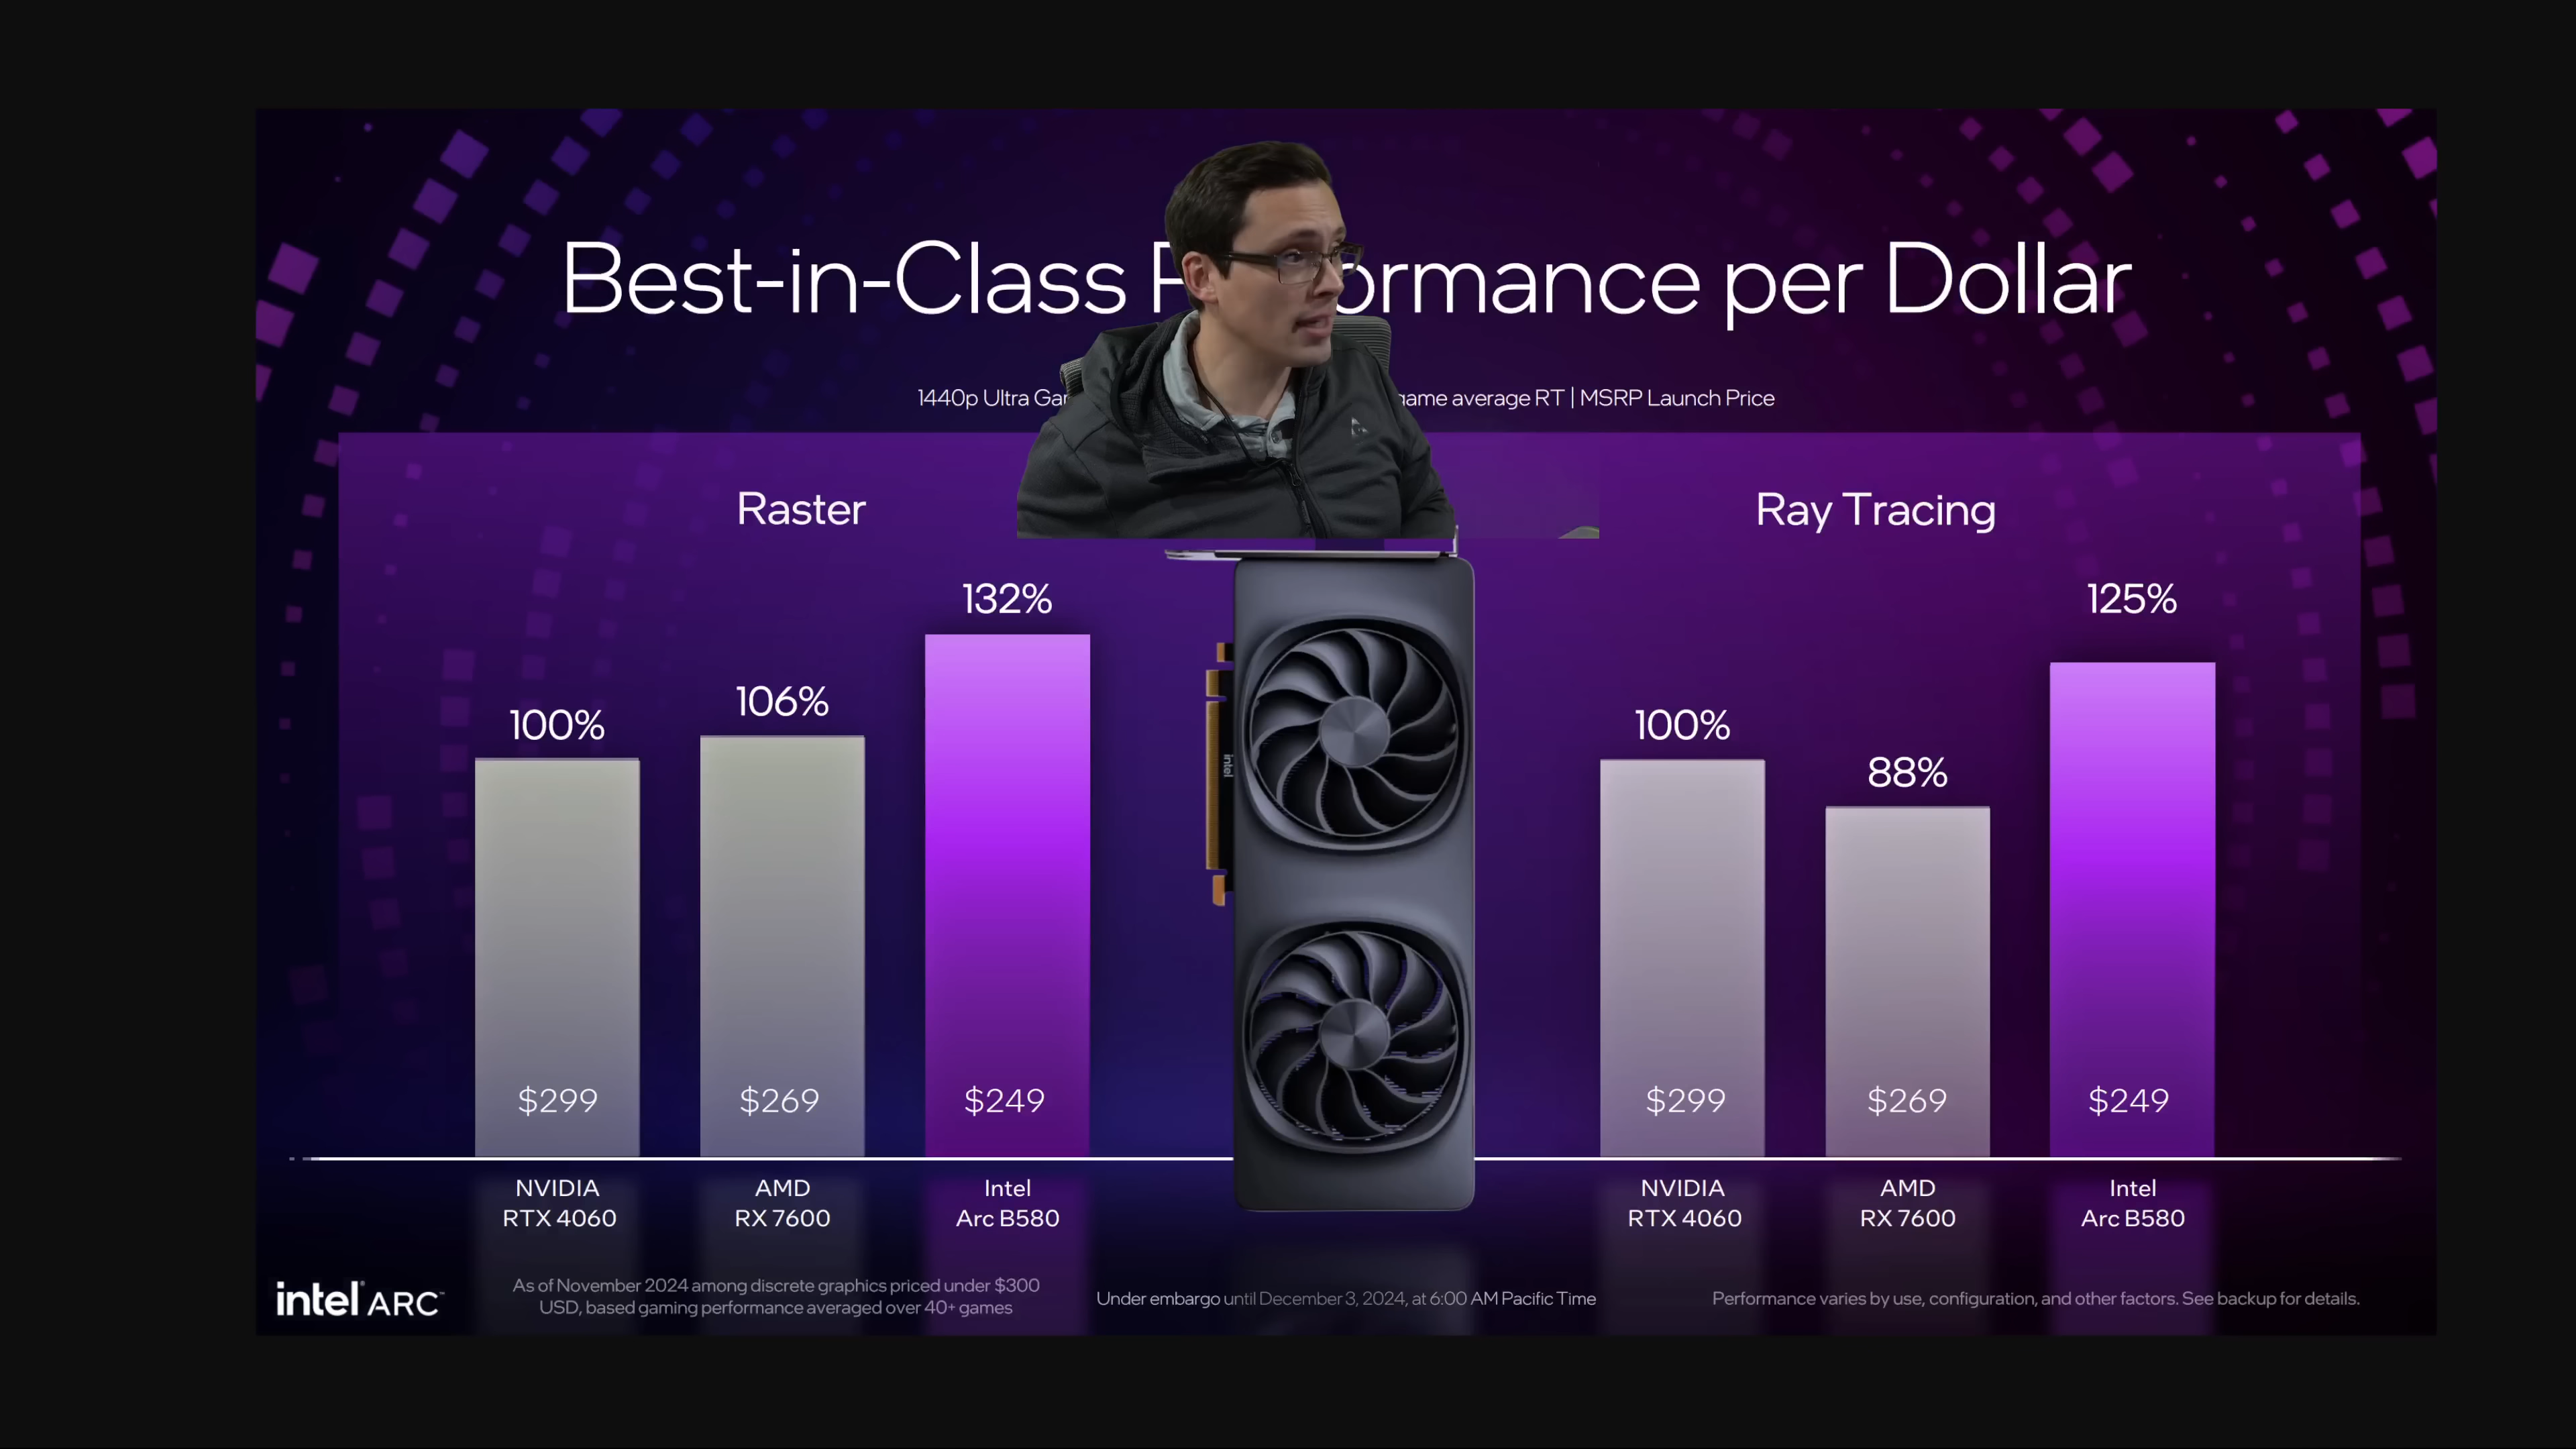 Best-in-Class P ormance per Dollar
1440p Ultra Gam game average RT | MSRP Launch Price
Raster
Ray Tracing
132%
125%
106%
100%
100%
88%
intel
$299
$269
$249
$299
$269
$249
NVIDIA
RTX 4060
AMD
RX 7600
Intel
Arc B580
NVIDIA
RTX 4060
AMD
RX 7600
Intel
Arc B580
intel ARC™
As of November 2024 among discrete graphics priced under $300
USD, based gaming performance averaged over 40+ games
Under embargo until December 3, 2024, at 6:00 AM Pacific Time
Performance varies by use, configuration, and other factors. See backup for details.